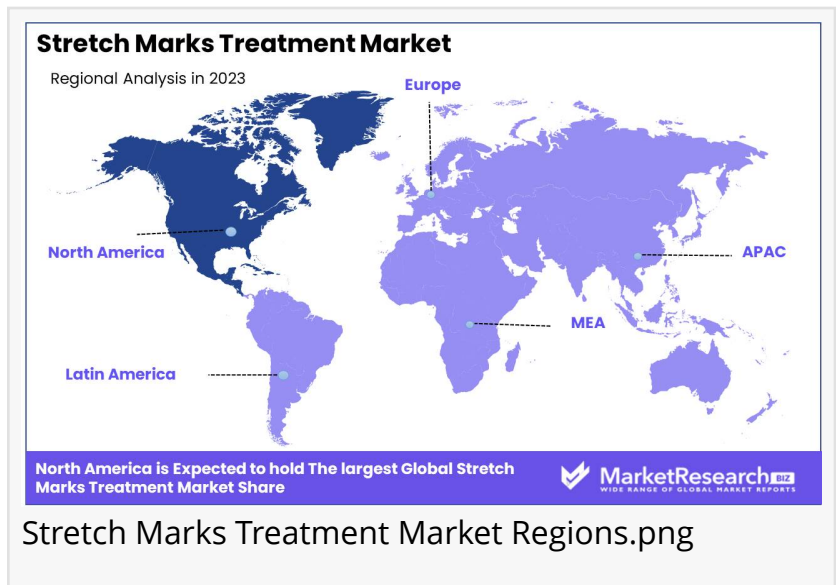 Stretch Marks Treatment Market
Regional Analysis in 2023
Europe
North America
APAC
MEA
Latin America
North America is Expected to hold The largest Global Stretch
Marks Treatment Market Share
MarketResearch BIZ
WIDE RANGE OF GLOBAL MARKET REPORTS
Stretch Marks Treatment Market Regions.png